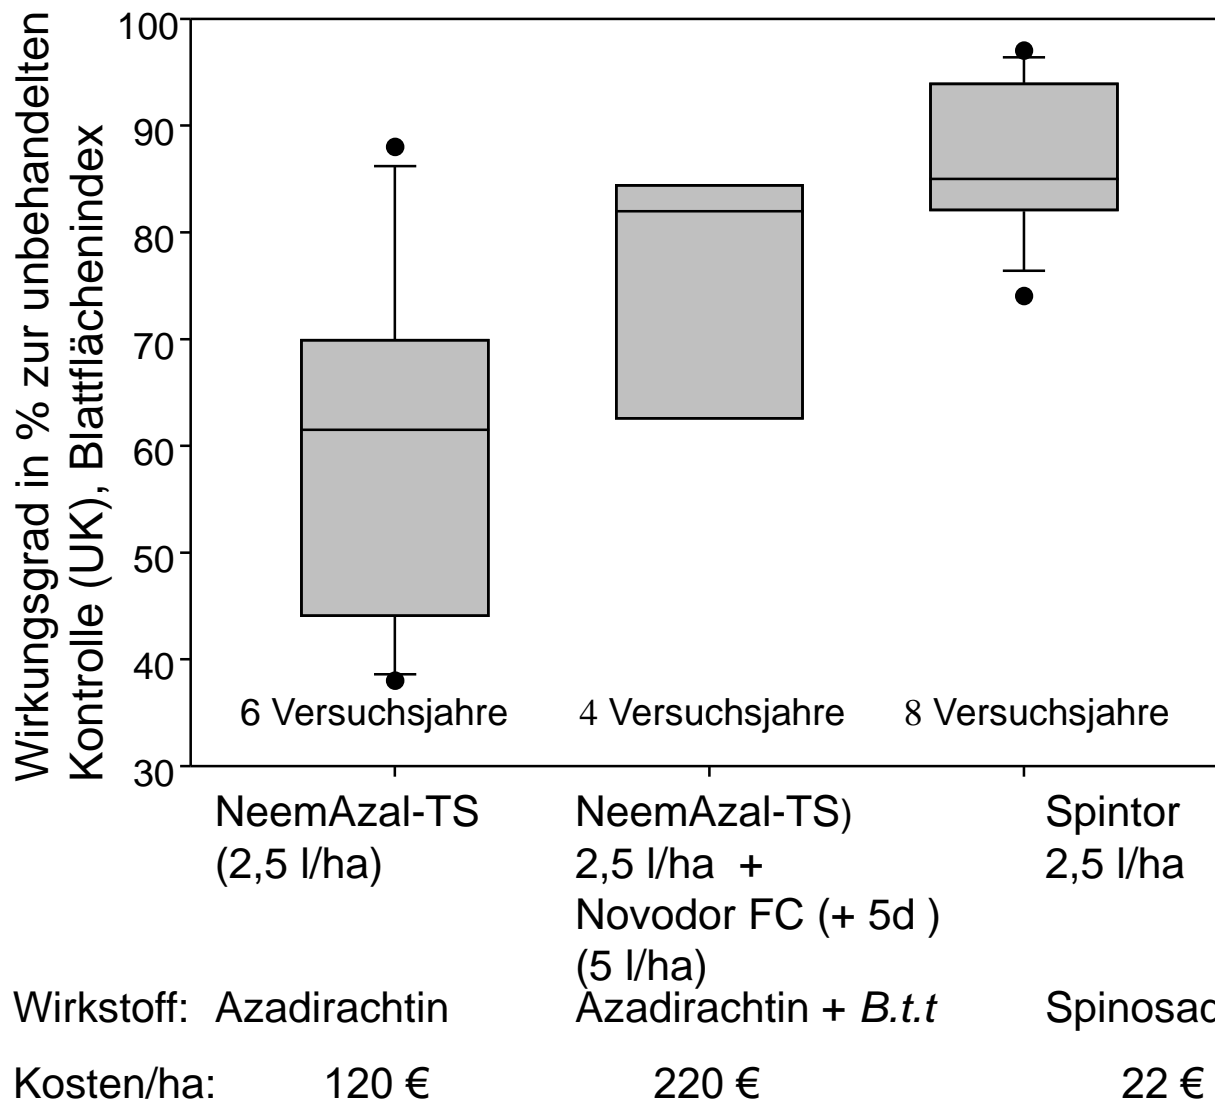 Wirkungsgrad in % zur unbehandelten
Kontrolle (UK), Blattflächenindex
100
90
80
70
60
50
40
30
6 Versuchsjahre
4 Versuchsjahre
8 Versuchsjahre
NeemAzal-TS
(2,5 l/ha)
NeemAzal-TS)
2,5 l/ha +
Novodor FC (+ 5d )
(5 l/ha)
Spintor
2,5 l/ha
Wirkstoff: Azadirachtin Azadirachtin + B.t.t Spinosad
Kosten/ha: 120 € 220 € 22 €